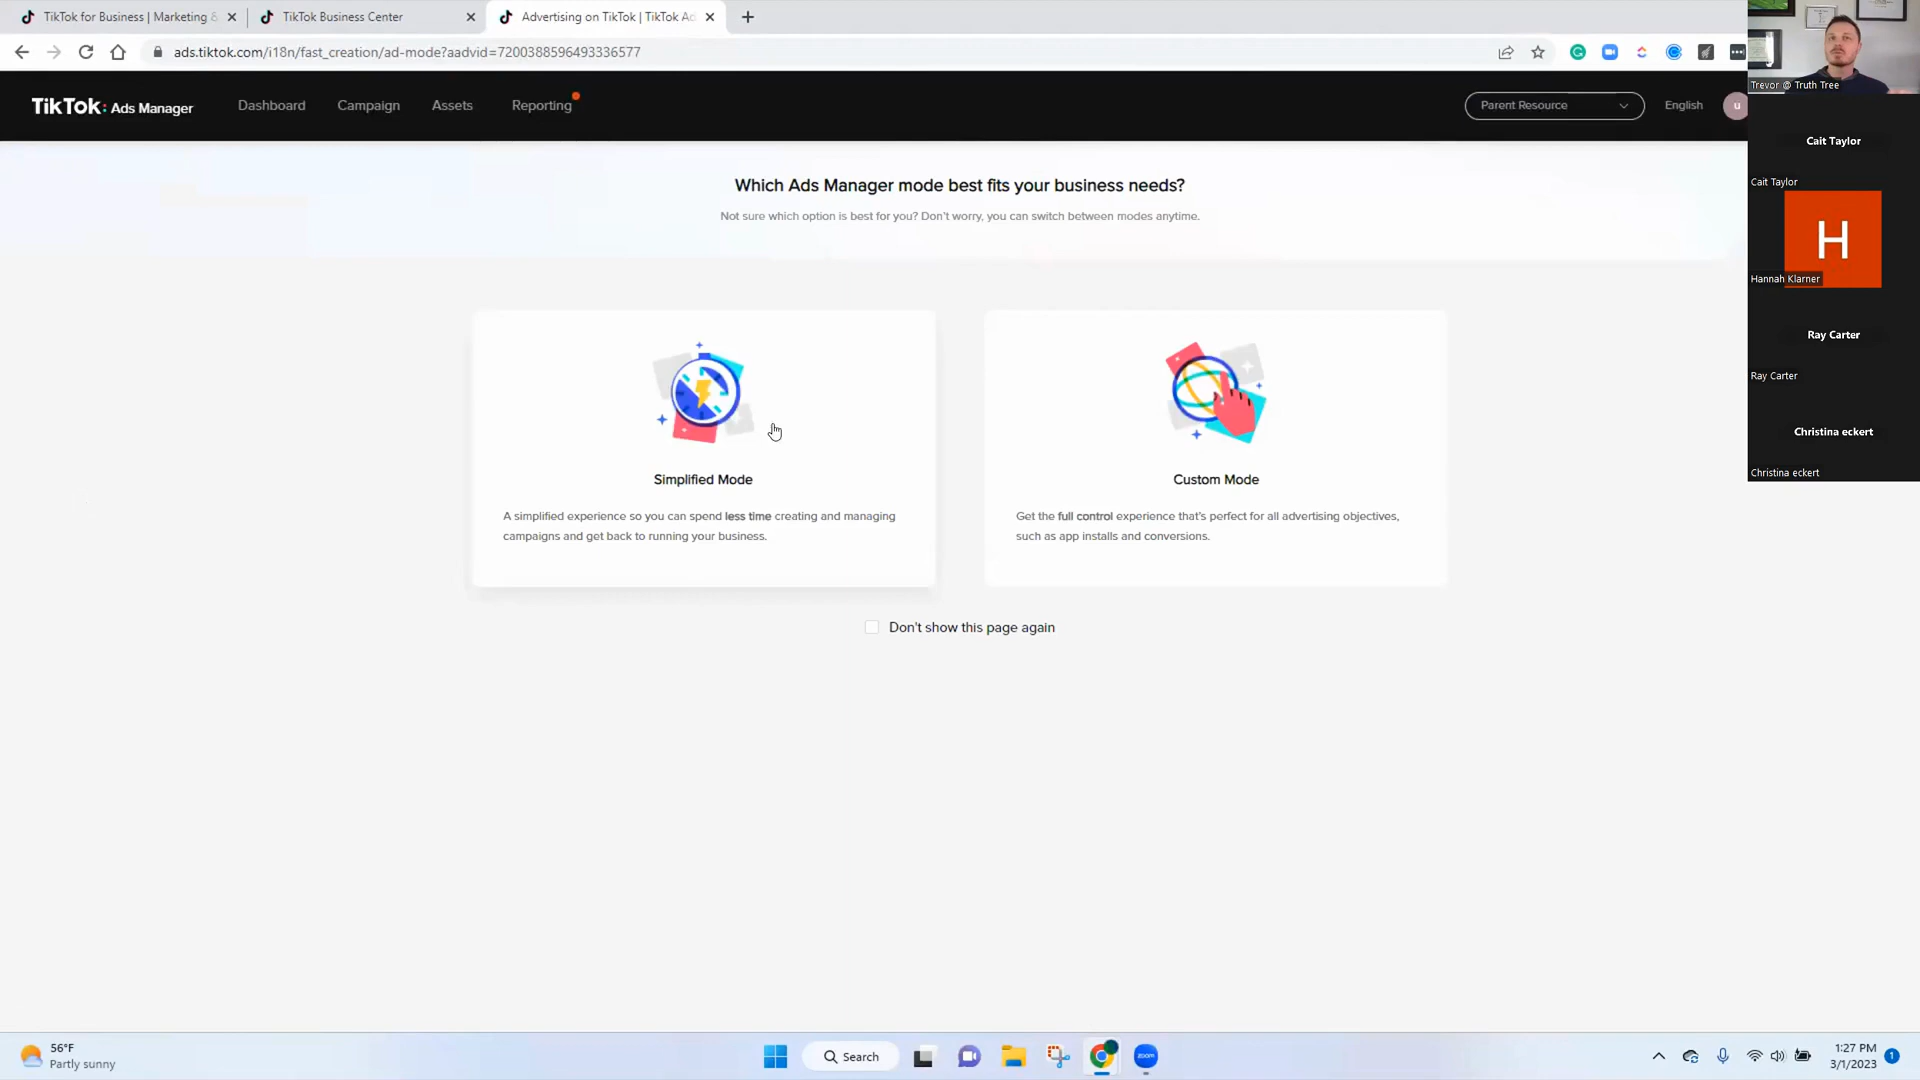 TikTok for Business | Marketing &
TikTok Business Center
Advertising on TikTok | TikTok Ad
ads.tiktok.com/i18n/fast_creation/ad-mode?aadvid=7200388596493336577
TikTok: Ads Manager
Dashboard
Campaign
Assets
Reporting
Parent Resource
English
u
Trevor @ Truth Tree
Cait Taylor
Cait Taylor
H
Hannah Klarner
Ray Carter
Ray Carter
Christina eckert
Christina eckert
Which Ads Manager mode best fits your business needs?
Not sure which option is best for you? Don't worry, you can switch between modes anytime.
Simplified Mode
A simplified experience so you can spend less time creating and managing
campaigns and get back to running your business.
Custom Mode
Get the full control experience that's perfect for all advertising objectives,
such as app installs and conversions.
Don't show this page again
56°F
Partly sunny
Search
zoom
1:27 PM
3/1/2023
1